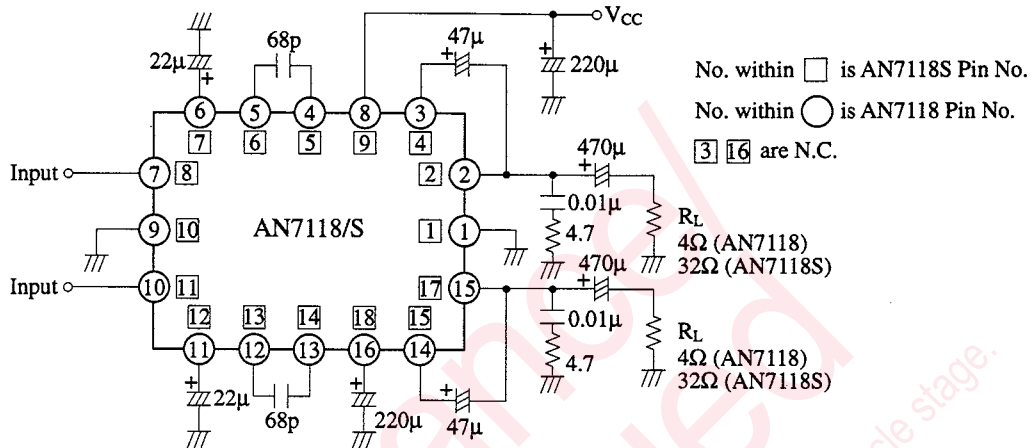 VCC
68p
47μ
22μ
220μ
No. within □ is AN7118S Pin No.
No. within ○ is AN7118 Pin No.
3 16 are N.C.
6 5 4 8 3
7 6 5 9 4
470μ
Input 7 8
2 2
0.01μ
4.7
RL
4Ω (AN7118)
32Ω (AN7118S)
9 10
AN7118/S
1 1
470μ
Input 10 11
17 15
0.01μ
4.7
RL
4Ω (AN7118)
32Ω (AN7118S)
12 13 14 18 15
11 12 13 16 14
22μ
68p
220μ
47μ
le stage.